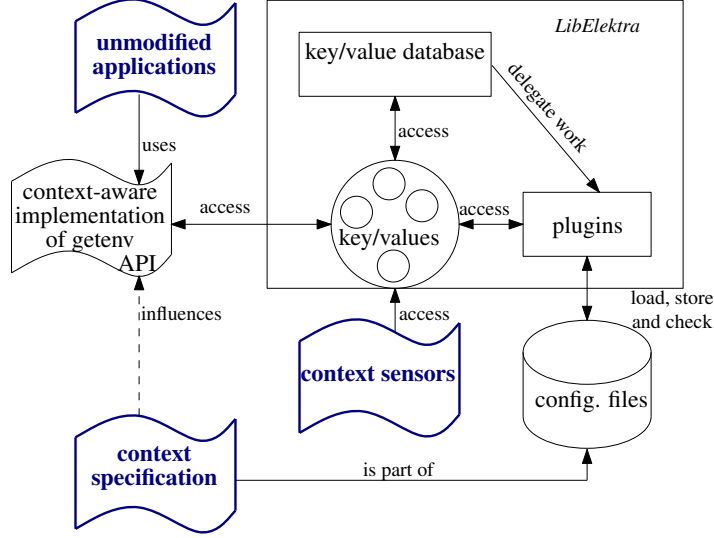 unmodified
applications
LibElektra
key/value database
delegate work
uses
access
context-aware
implementation
of getenv
API
access
key/values
access
plugins
influences
access
load, store
and check
context sensors
config. files
context
specification
is part of